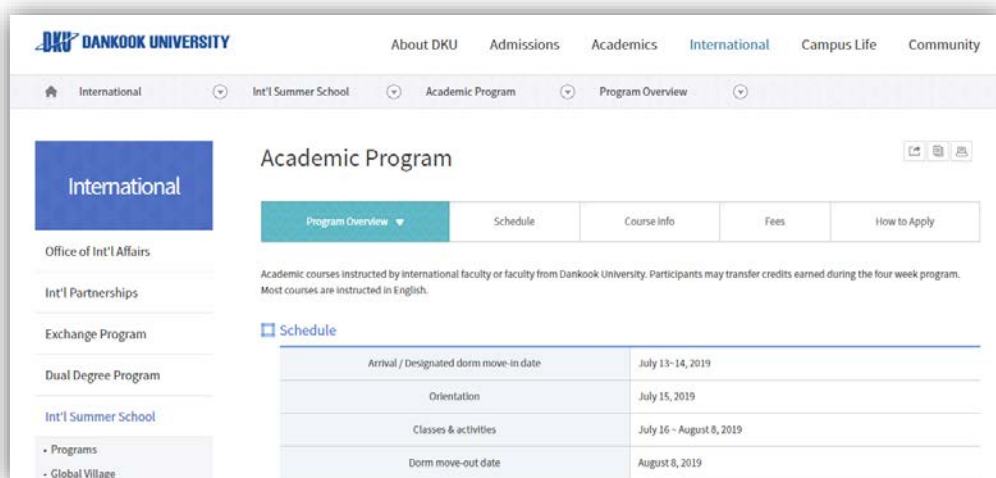 DKU DANKOOK UNIVERSITY
About DKU Admissions Academics International Campus Life Community
International Int'l Summer School Academic Program Program Overview
International
Office of Int'l Affairs
Int'l Partnerships
Exchange Program
Dual Degree Program
Int'l Summer School
• Programs
• Global Village
Academic Program
Program Overview Schedule Course Info Fees How to Apply
Academic courses instructed by international faculty or faculty from Dankook University. Participants may transfer credits earned during the four week program.
Most courses are instructed in English.
Schedule
Arrival / Designated dorm move-in date July 13~14, 2019
Orientation July 15, 2019
Classes & activities July 16 ~ August 8, 2019
Dorm move-out date August 8, 2019